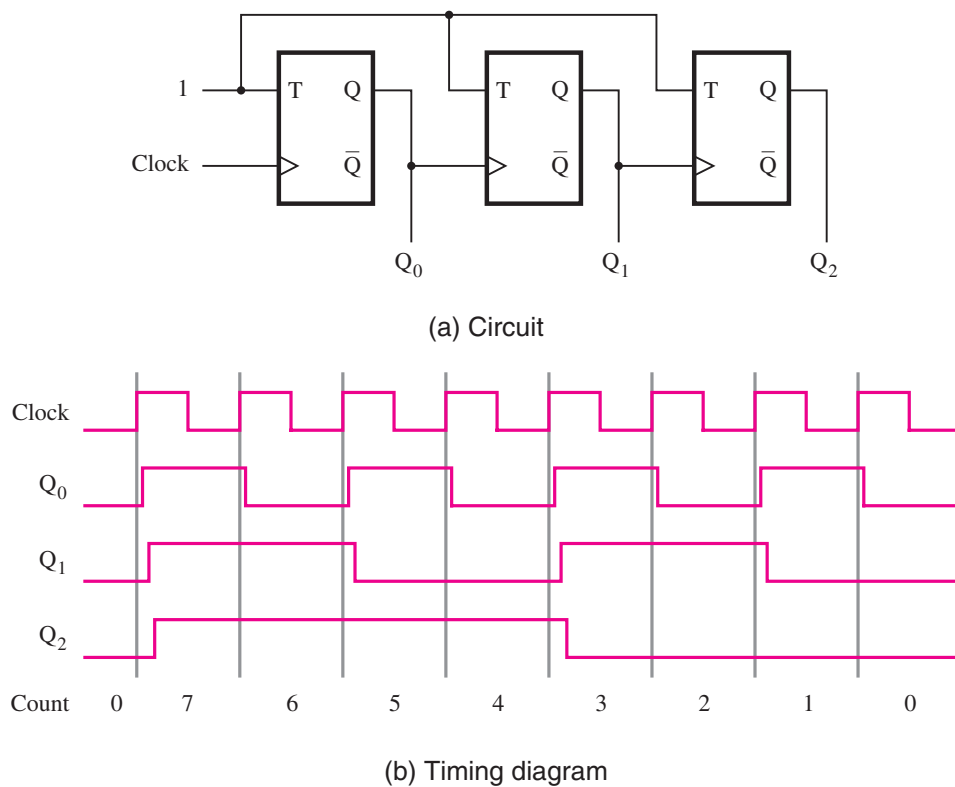 1 T Q T Q T Q
Clock Q̅ Q̅ Q̅
Q₀ Q₁ Q₂
(a) Circuit
Clock
Q₀
Q₁
Q₂
Count 0 7 6 5 4 3 2 1 0
(b) Timing diagram